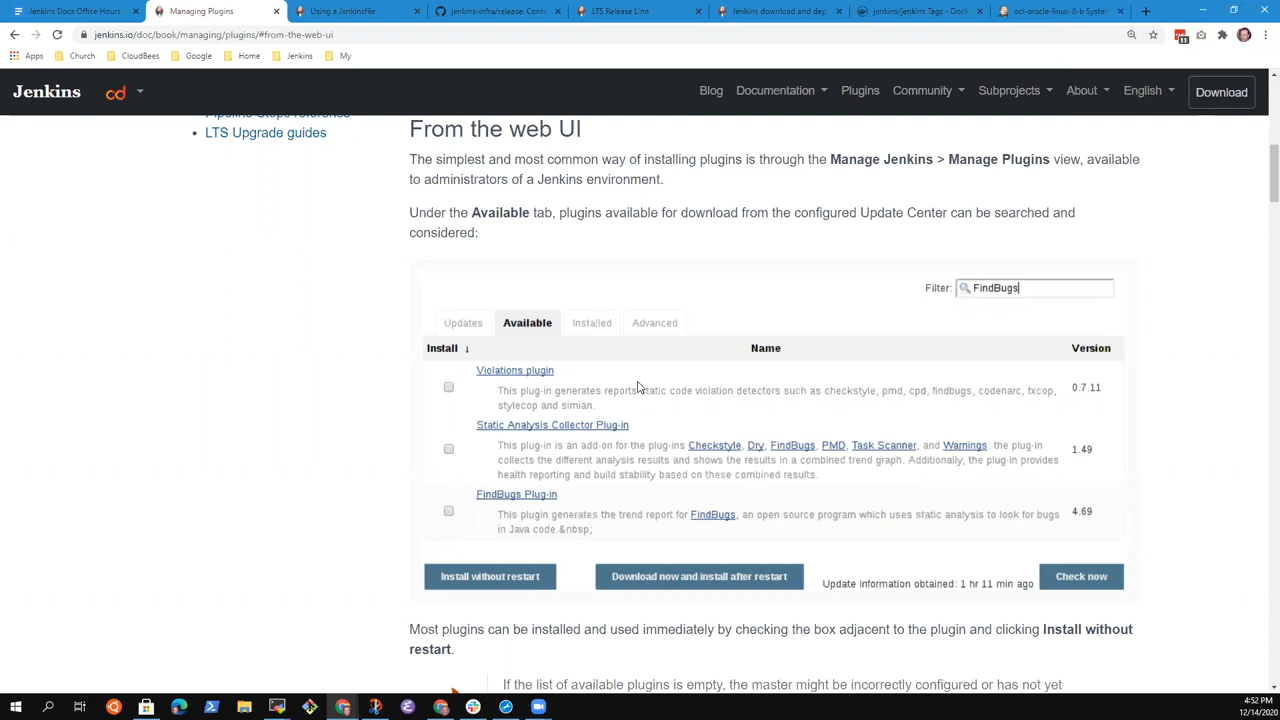 Jenkins Docs Office Hours
Managing Plugins
Using a Jenkinsfile
jenkins-infra/release: Cont
LTS Release Line
Jenkins download and dep
jenkins/jenkins Tags - Dock
oci-oracle-linux-8-b System
jenkins.io/doc/book/managing/plugins/#from-the-web-ui
11
Apps
Church
CloudBees
Google
Home
Jenkins
My
Jenkins
cd
Blog
Documentation
Plugins
Community
Subprojects
About
English
Download
Pipeline Steps reference
LTS Upgrade guides
From the web UI
The simplest and most common way of installing plugins is through the Manage Jenkins > Manage Plugins view, available
to administrators of a Jenkins environment.
Under the Available tab, plugins available for download from the configured Update Center can be searched and
considered:
Filter: FindBugs
Updates
Available
Installed
Advanced
Install ↓
Name
Version
Violations plugin
This plug-in generates reports static code violation detectors such as checkstyle, pmd, cpd, findbugs, codenarc, fxcop,
stylecop and simian.
0.7.11
Static Analysis Collector Plug-in
This plug-in is an add-on for the plug-ins Checkstyle, Dry, FindBugs, PMD, Task Scanner, and Warnings: the plug-in
collects the different analysis results and shows the results in a combined trend graph. Additionally, the plug-in provides
health reporting and build stability based on these combined results.
1.49
FindBugs Plug-in
This plugin generates the trend report for FindBugs, an open source program which uses static analysis to look for bugs
in Java code.&nbsp;
4.69
Install without restart
Download now and install after restart
Update information obtained: 1 hr 11 min ago
Check now
Most plugins can be installed and used immediately by checking the box adjacent to the plugin and clicking Install without
restart.
If the list of available plugins is empty, the master might be incorrectly configured or has not yet
4:52 PM
12/14/2020